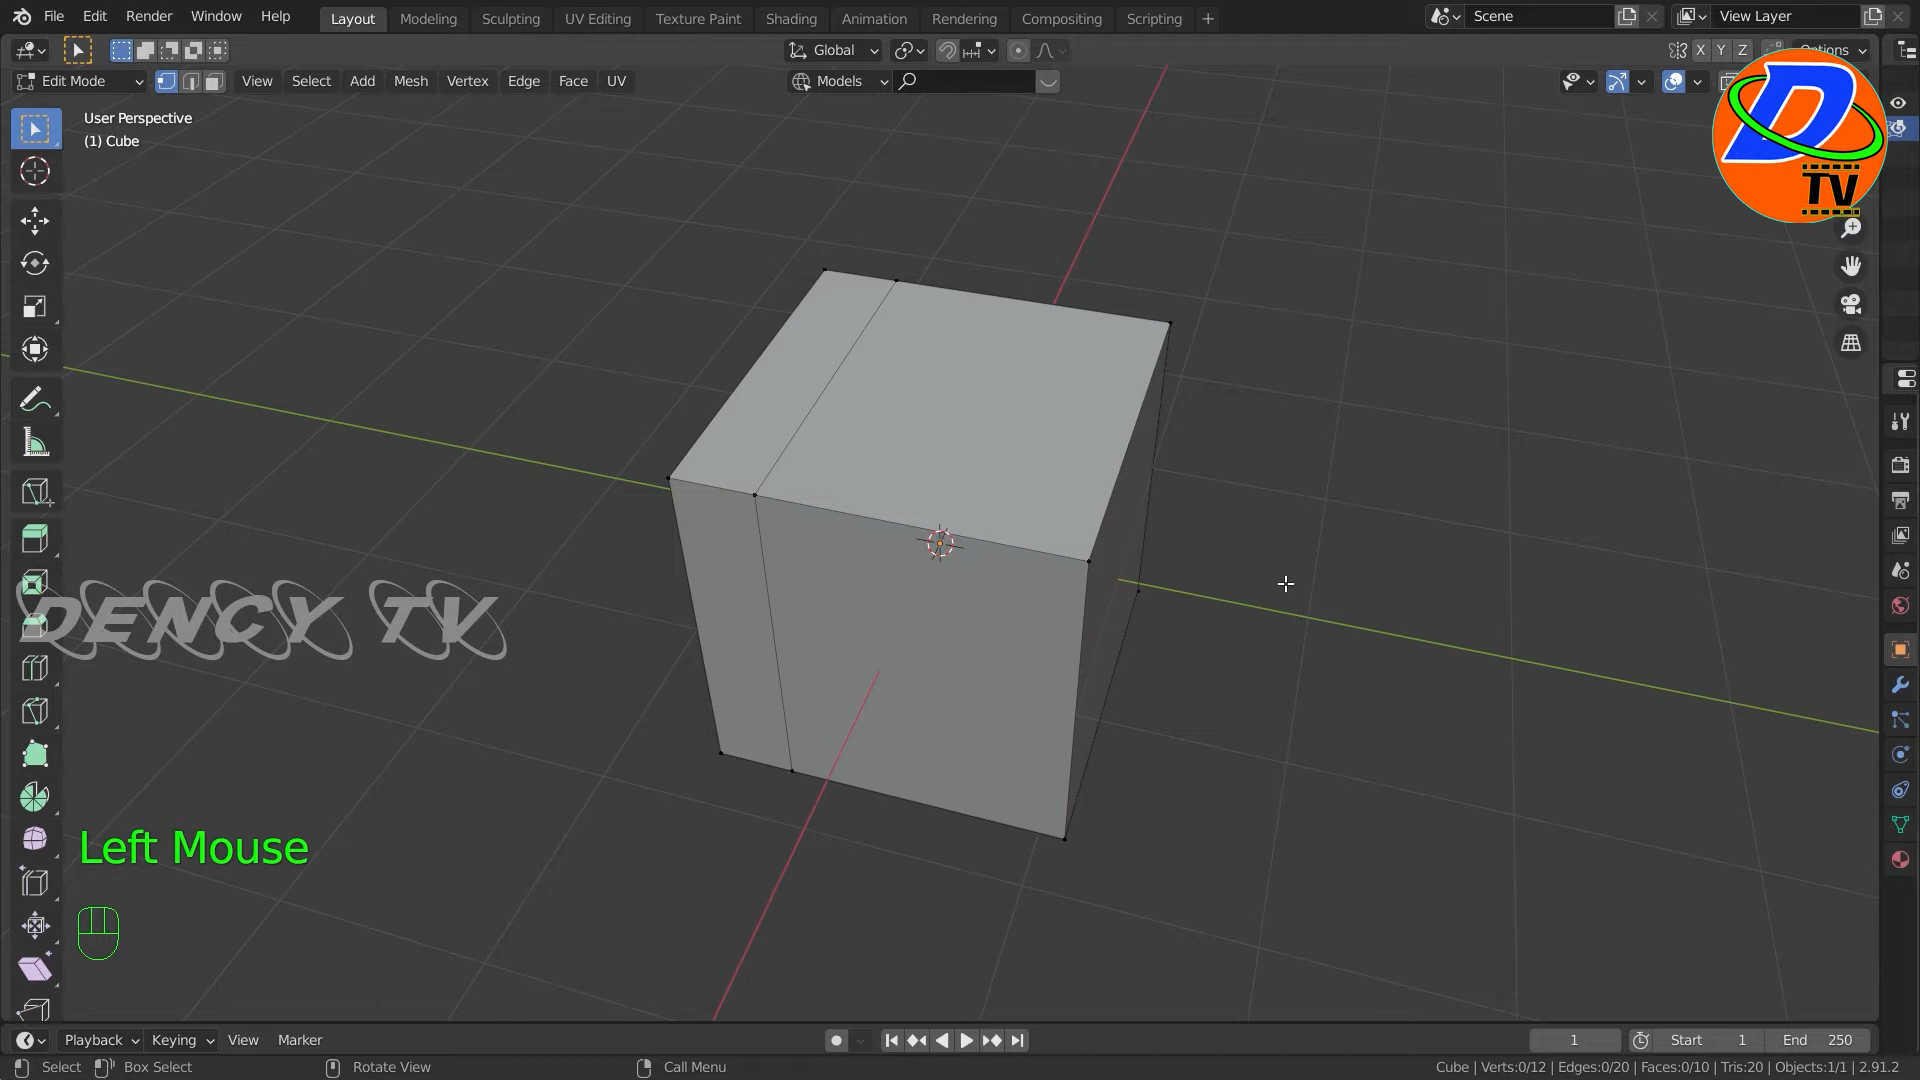 File Edit Render Window Help Layout Modeling Sculpting UV Editing Texture Paint Shading Animation Rendering Compositing Scripting + Scene View Layer
Global X Y Z Options
Edit Mode View Select Add Mesh Vertex Edge Face UV Models
User Perspective
(1) Cube
D TV
DENCY TV
Left Mouse
Playback Keying View Marker 1 Start 1 End 250
Select Box Select Rotate View Call Menu Cube | Verts:0/12 | Edges:0/20 | Faces:0/10 | Tris:20 | Objects:1/1 | 2.91.2